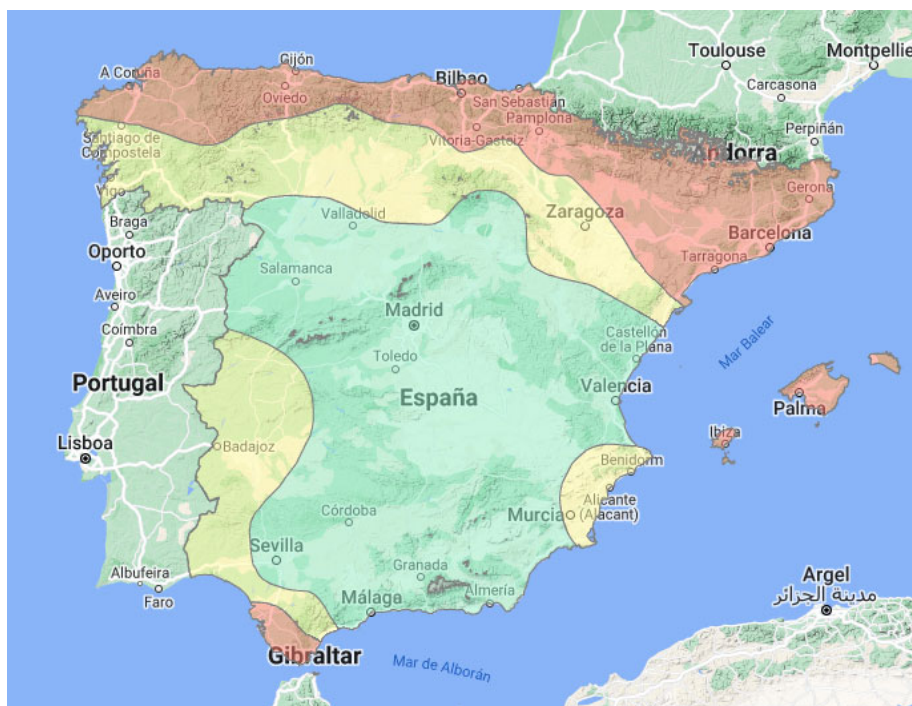 Toulouse
Montpellie
Carcasona
Perpiñán
Gijón
A Coruña
Oviedo
Bilbao
San Sebastián
Pamplona
Vitoria-Gasteiz
ndorra
Santiago de
Compostela
Vigo
Gerona
Barcelona
Tarragona
Zaragoza
Valladolid
Braga
Oporto
Salamanca
Aveiro
Coímbra
Madrid
Toledo
Castellón
de la Plana
Mar Balear
Portugal
España
Valencia
Palma
Ibiza
Lisboa
Badajoz
Benidorm
Alicante
(Alacant)
Murcia
Córdoba
Sevilla
Granada
Almería
Málaga
Albufeira
Faro
Gibraltar
Mar de Alborán
Argel
مدينة الجزائر